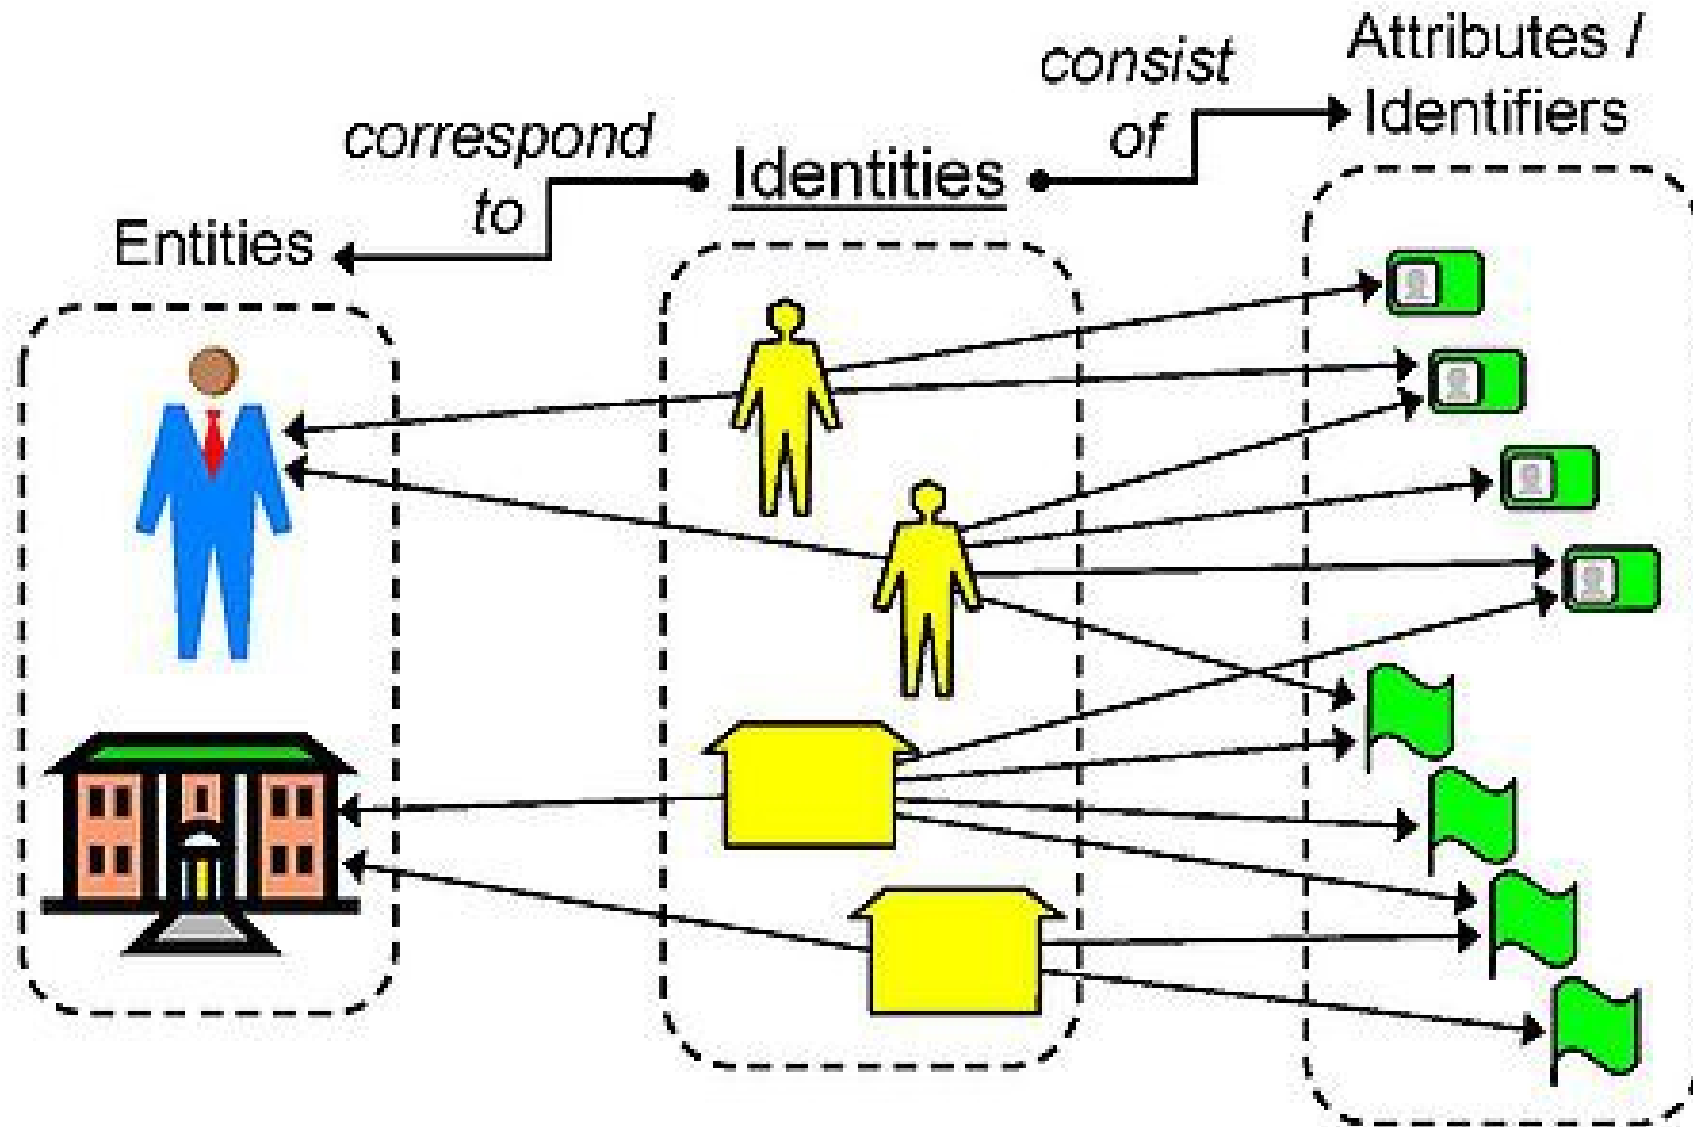 Attributes /
Identifiers
consist
of
correspond
to
Identities
Entities